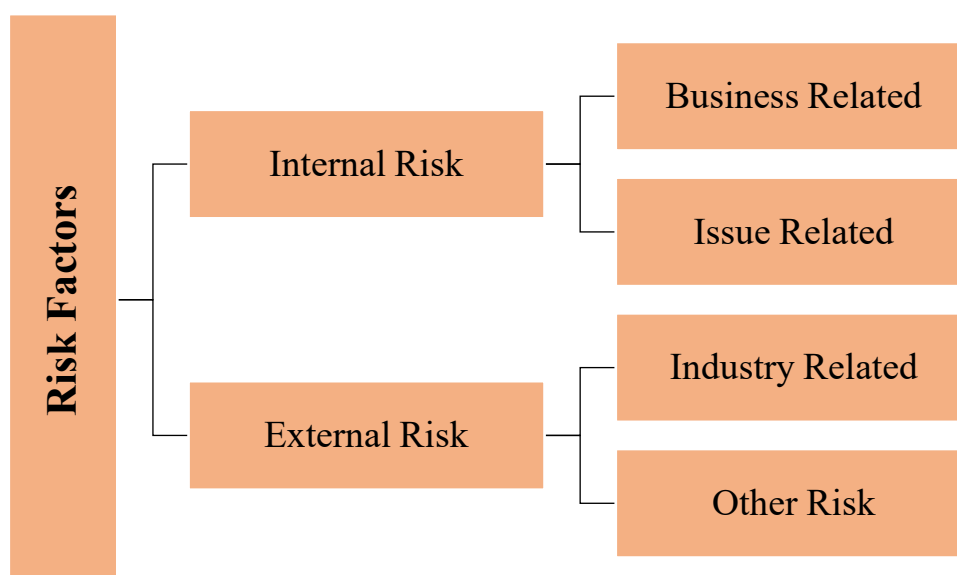 Risk Factors
Internal Risk
Business Related
Issue Related
External Risk
Industry Related
Other Risk